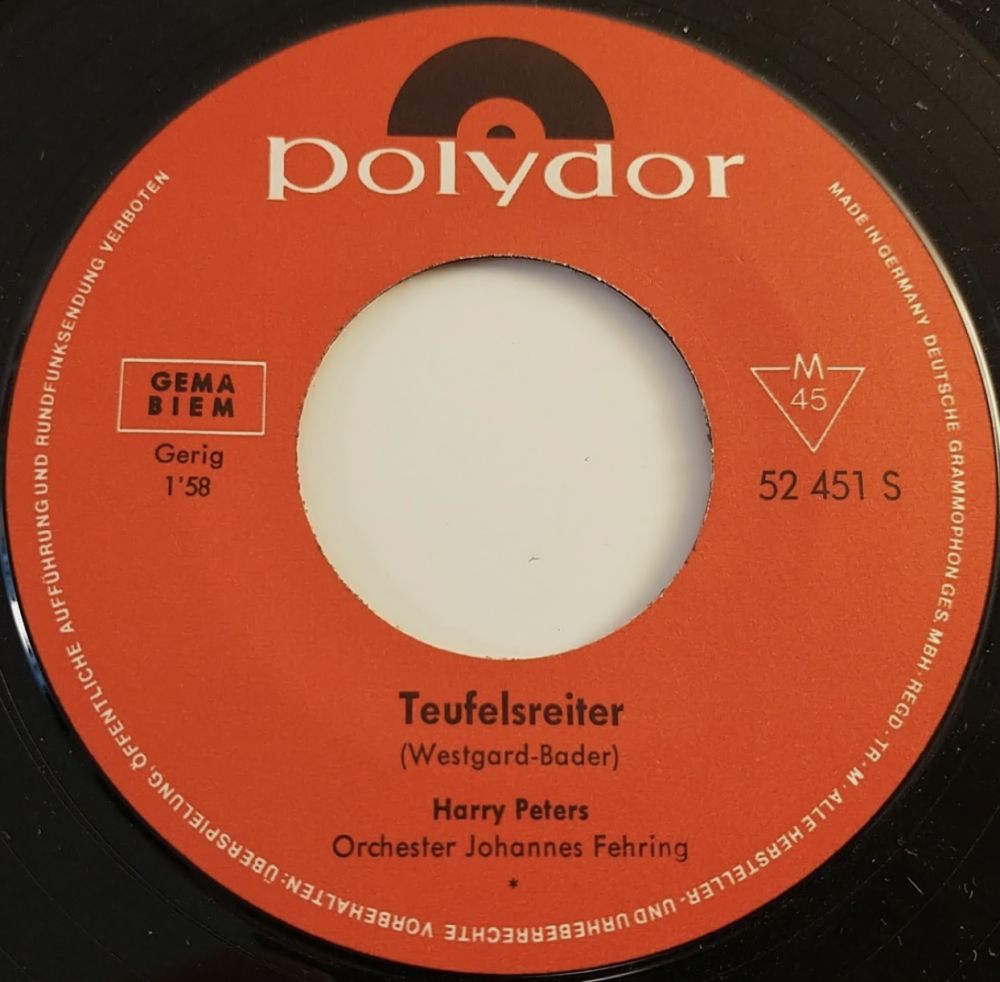 polydor
GEMA
BIEM
Gerig
1'58
M
45
52 451 S
Teufelsreiter
(Westgard-Bader)
Harry Peters
Orchester Johannes Fehring
*
MADE IN GERMANY DEUTSCHE GRAMMOPHON GES. MBH · REGD · TR · M · ALLE HERSTELLER- UND URHEBERRECHTE VORBEHALTEN: ÜBERSPIELUNG, ÖFFENTLICHE AUFFÜHRUNG UND RUNDFUNKSENDUNG VERBOTEN